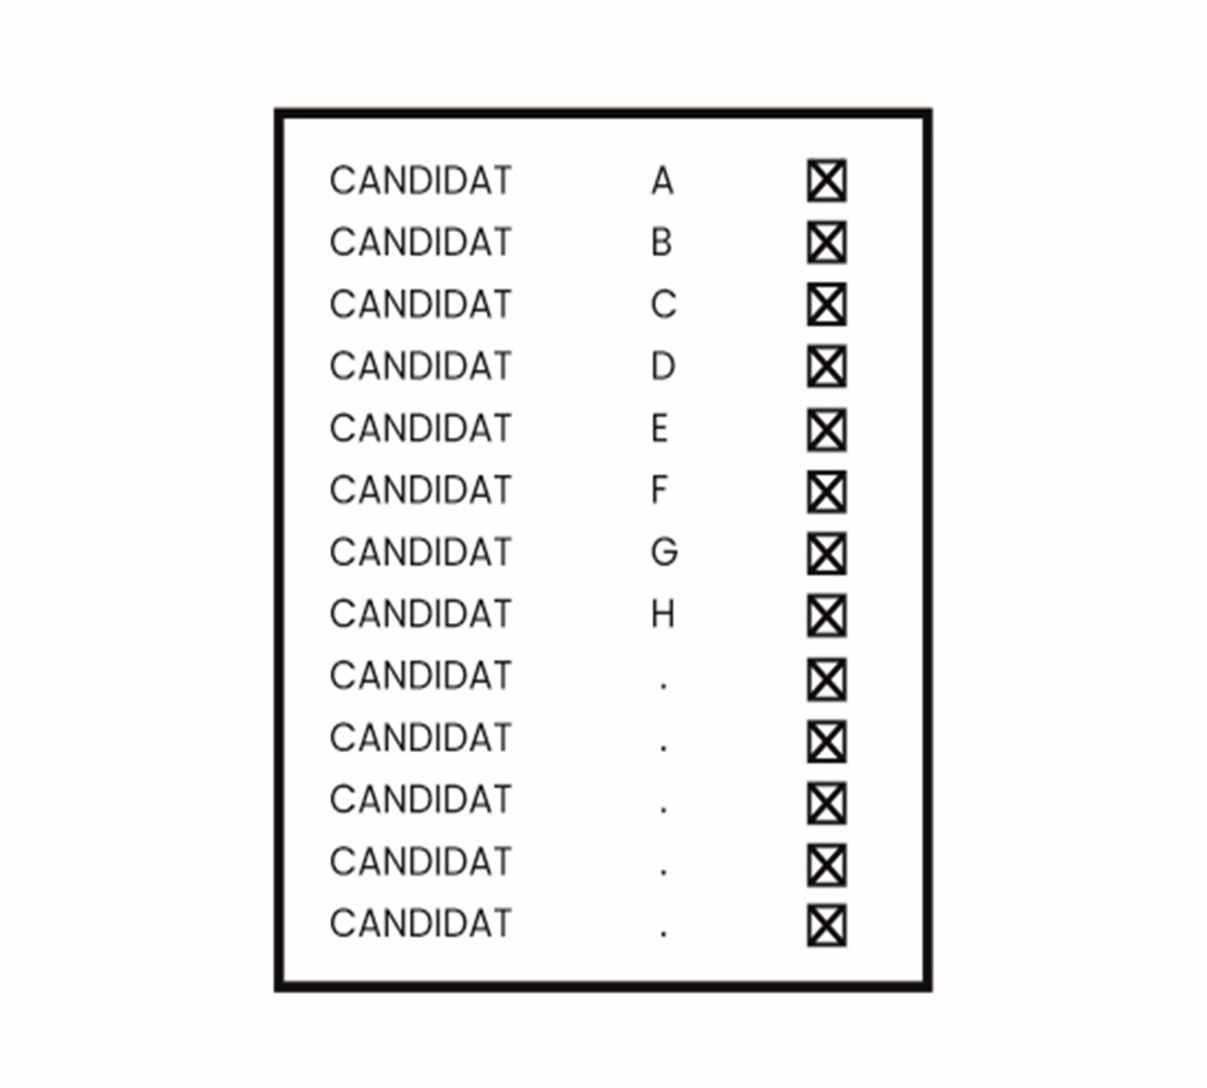 CANDIDAT A ☒
CANDIDAT B ☒
CANDIDAT C ☒
CANDIDAT D ☒
CANDIDAT E ☒
CANDIDAT F ☒
CANDIDAT G ☒
CANDIDAT H ☒
CANDIDAT . ☒
CANDIDAT . ☒
CANDIDAT . ☒
CANDIDAT . ☒
CANDIDAT . ☒